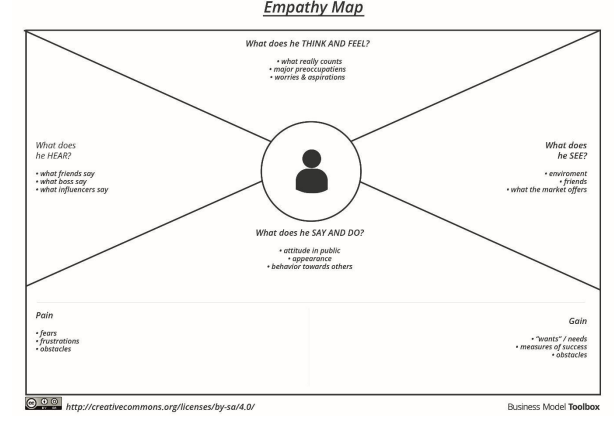 Empathy Map
What does he THINK AND FEEL?
• what really counts
• major preoccupatiens
• worries & aspirations
What does
he HEAR?
• what friends say
• what boss say
• what influencers say
What does
he SEE?
• enviroment
• friends
• what the market offers
What does he SAY AND DO?
• attitude in public
• appearance
• behavior towards others
Pain
• fears
• frustrations
• obstacles
Gain
• "wants" / needs
• measures of success
• obstacles
http://creativecommons.org/licenses/by-sa/4.0/
Business Model Toolbox